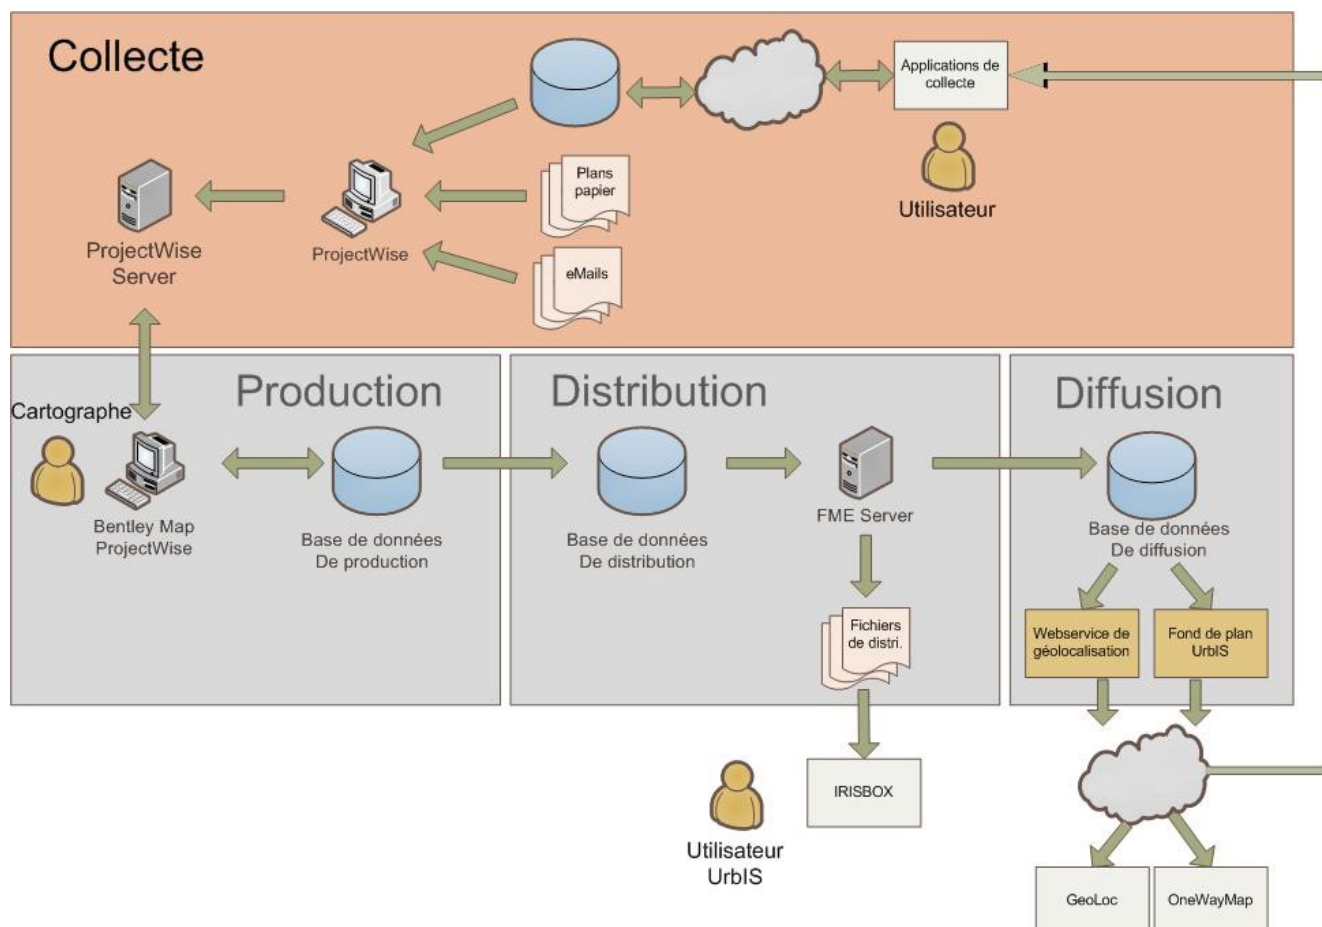 Collecte
Applications de
collecte
Plans
papier
Utilisateur
ProjectWise
Server
ProjectWise
eMails
Production
Distribution
Diffusion
Cartographe
Bentley Map
ProjectWise
Base de données
De production
Base de données
De distribution
FME Server
Base de données
De diffusion
Fichiers
de distri.
Webservice de
géolocalisation
Fond de plan
UrbIS
IRISBOX
Utilisateur
UrbIS
GeoLoc
OneWayMap